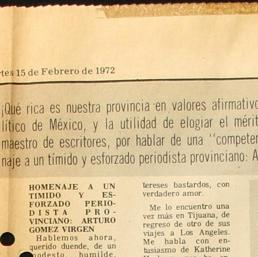 rtes 15 de Febrero de 1972
¡Qué rica es nuestra provincia en valores afirmativo
lítico de México, y la utilidad de elogiar el mérit
maestro de escritores, por hablar de una "competen
naje a un tímido y esforzado periodista provinciano: A
HOMENAJE A UN
TIMIDO Y ES-
FORZADO PERIO-
DISTA PRO-
VINCIANO: ARTURO
GOMEZ VIRGEN
Hablemos ahora,
querido duende, de un
modesto humilde
tereses bastardos, con
verdadero amor.
Me lo encuentro una
vez más en Tijuana, de
regreso de otro de sus
viajes a Los Angeles.
Me habla con en-
tusiasmo de Katherine